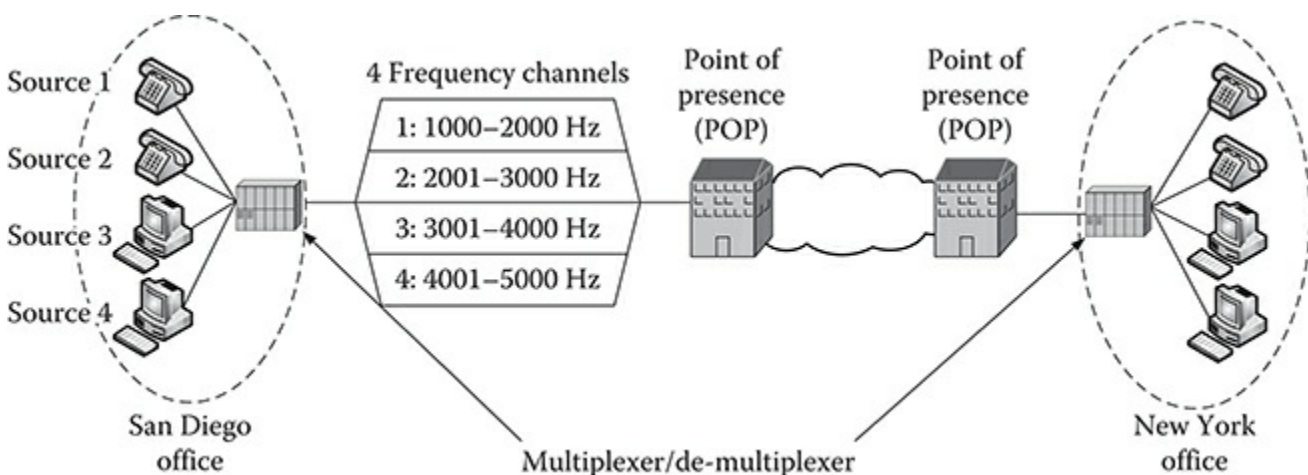 Source 1
Source 2
Source 3
Source 4
San Diego
office
4 Frequency channels
1: 1000–2000 Hz
2: 2001–3000 Hz
3: 3001–4000 Hz
4: 4001–5000 Hz
Point of
presence
(POP)
Point of
presence
(POP)
New York
office
Multiplexer/de-multiplexer